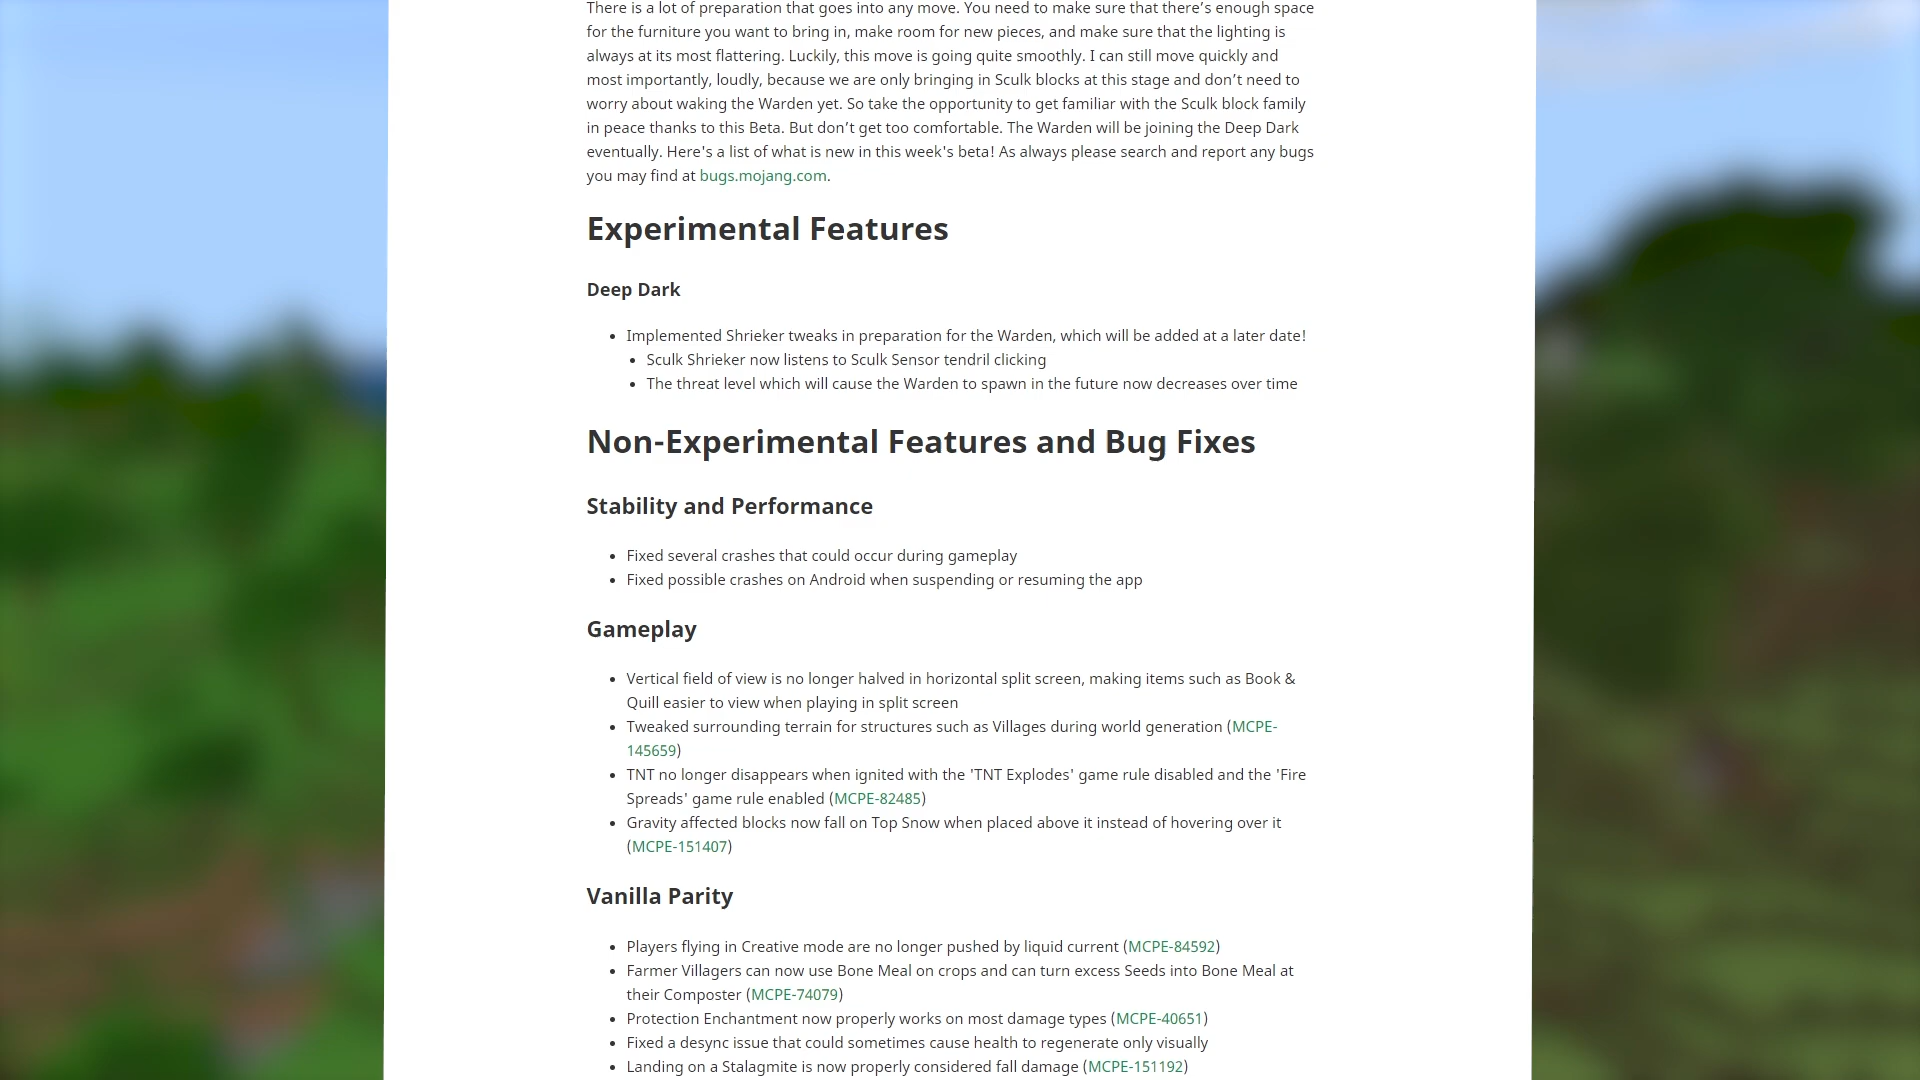 There is a lot of preparation that goes into any move. You need to make sure that there’s enough space
for the furniture you want to bring in, make room for new pieces, and make sure that the lighting is
always at its most flattering. Luckily, this move is going quite smoothly. I can still move quickly and
most importantly, loudly, because we are only bringing in Sculk blocks at this stage and don’t need to
worry about waking the Warden yet. So take the opportunity to get familiar with the Sculk block family
in peace thanks to this Beta. But don’t get too comfortable. The Warden will be joining the Deep Dark
eventually. Here's a list of what is new in this week's beta! As always please search and report any bugs
you may find at bugs.mojang.com.
Experimental Features
Deep Dark
• Implemented Shrieker tweaks in preparation for the Warden, which will be added at a later date!
• Sculk Shrieker now listens to Sculk Sensor tendril clicking
• The threat level which will cause the Warden to spawn in the future now decreases over time
Non-Experimental Features and Bug Fixes
Stability and Performance
• Fixed several crashes that could occur during gameplay
• Fixed possible crashes on Android when suspending or resuming the app
Gameplay
• Vertical field of view is no longer halved in horizontal split screen, making items such as Book &
Quill easier to view when playing in split screen
• Tweaked surrounding terrain for structures such as Villages during world generation (MCPE-
145659)
• TNT no longer disappears when ignited with the 'TNT Explodes' game rule disabled and the 'Fire
Spreads' game rule enabled (MCPE-82485)
• Gravity affected blocks now fall on Top Snow when placed above it instead of hovering over it
(MCPE-151407)
Vanilla Parity
• Players flying in Creative mode are no longer pushed by liquid current (MCPE-84592)
• Farmer Villagers can now use Bone Meal on crops and can turn excess Seeds into Bone Meal at
their Composter (MCPE-74079)
• Protection Enchantment now properly works on most damage types (MCPE-40651)
• Fixed a desync issue that could sometimes cause health to regenerate only visually
• Landing on a Stalagmite is now properly considered fall damage (MCPE-151192)